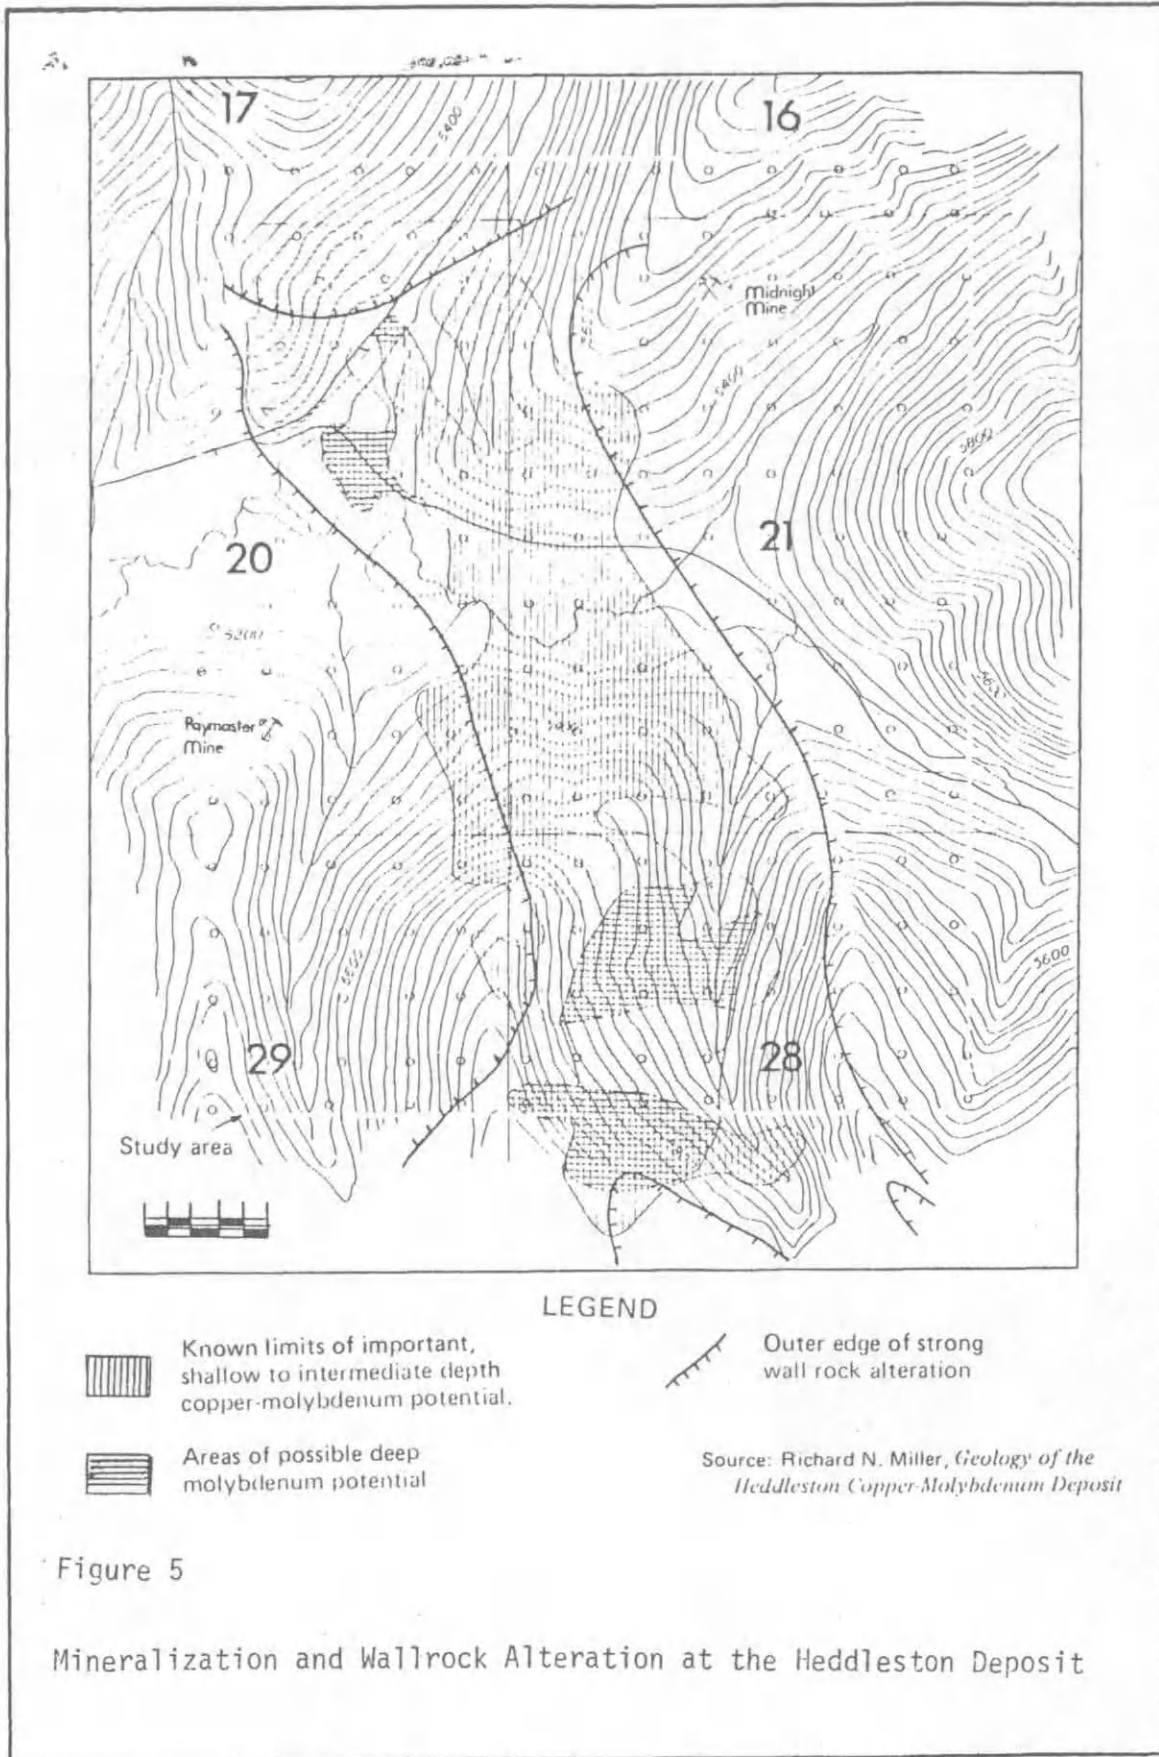 17
16
5400
Midnight
Mine
5400
5800
21
20
5200
Paymaster
Mine
5600
29
28
Study area
LEGEND
Known limits of important,
shallow to intermediate depth
copper-molybdenum potential.
Outer edge of strong
wall rock alteration
Areas of possible deep
molybdenum potential
Source: Richard N. Miller, Geology of the
Heddleston Copper-Molybdenum Deposit
Figure 5
Mineralization and Wallrock Alteration at the Heddleston Deposit